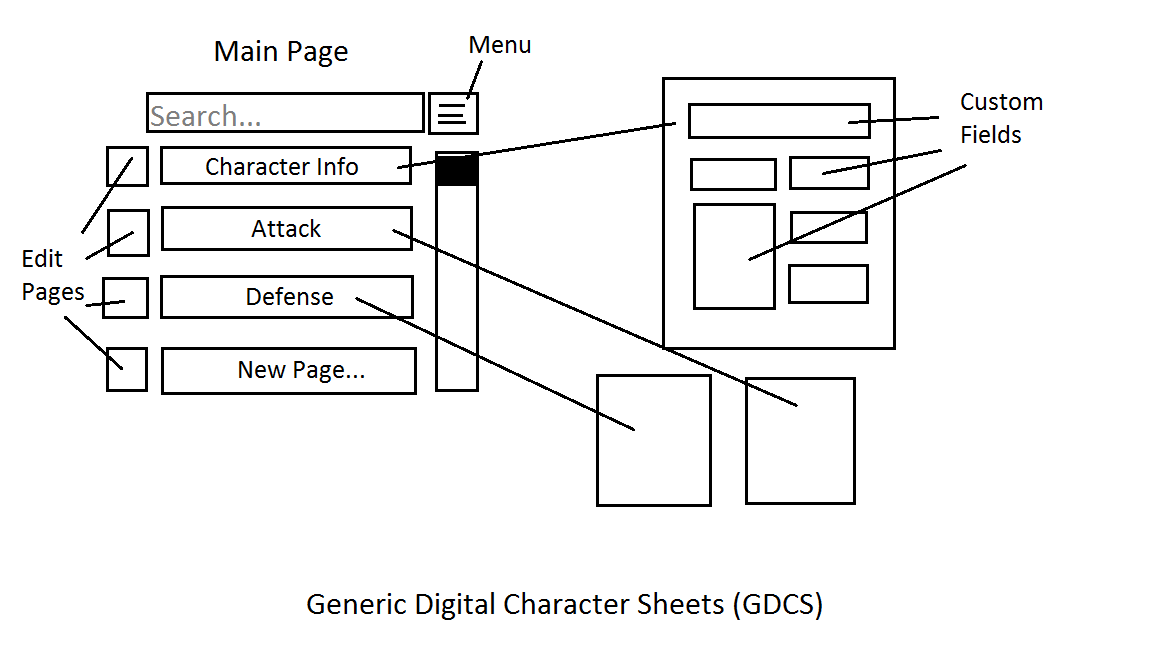 Main Page
Menu
Search...
Custom
Fields
Character Info
Attack
Edit
Pages
Defense
New Page...
Generic Digital Character Sheets (GDCS)